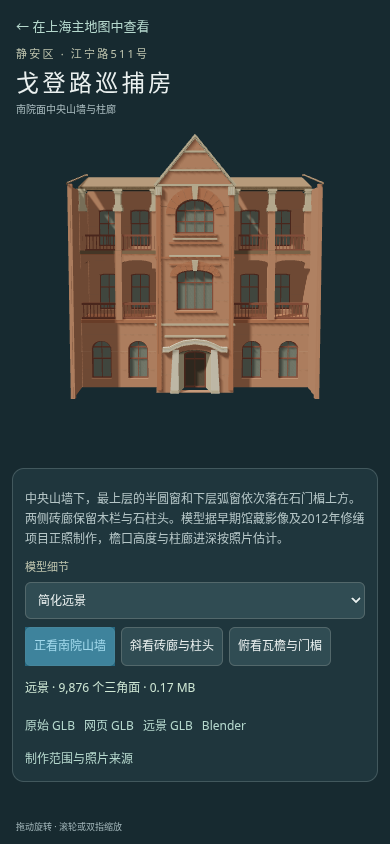 ← 在上海主地图中查看
静安区 · 江宁路511号
戈登路巡捕房
南院面中央山墙与柱廊
中央山墙下，最上层的半圆窗和下层弧窗依次落在石门楣上方。
两侧砖廊保留木栏与石柱头。模型据早期馆藏影像及2012年修缮
项目正照制作，檐口高度与柱廊进深按照片估计。
模型细节
简化远景
正看南院山墙 斜看砖廊与柱头 俯看瓦檐与门楣
远景 · 9,876 个三角面 · 0.17 MB
原始 GLB 网页 GLB 远景 GLB Blender
制作范围与照片来源
拖动旋转 · 滚轮或双指缩放